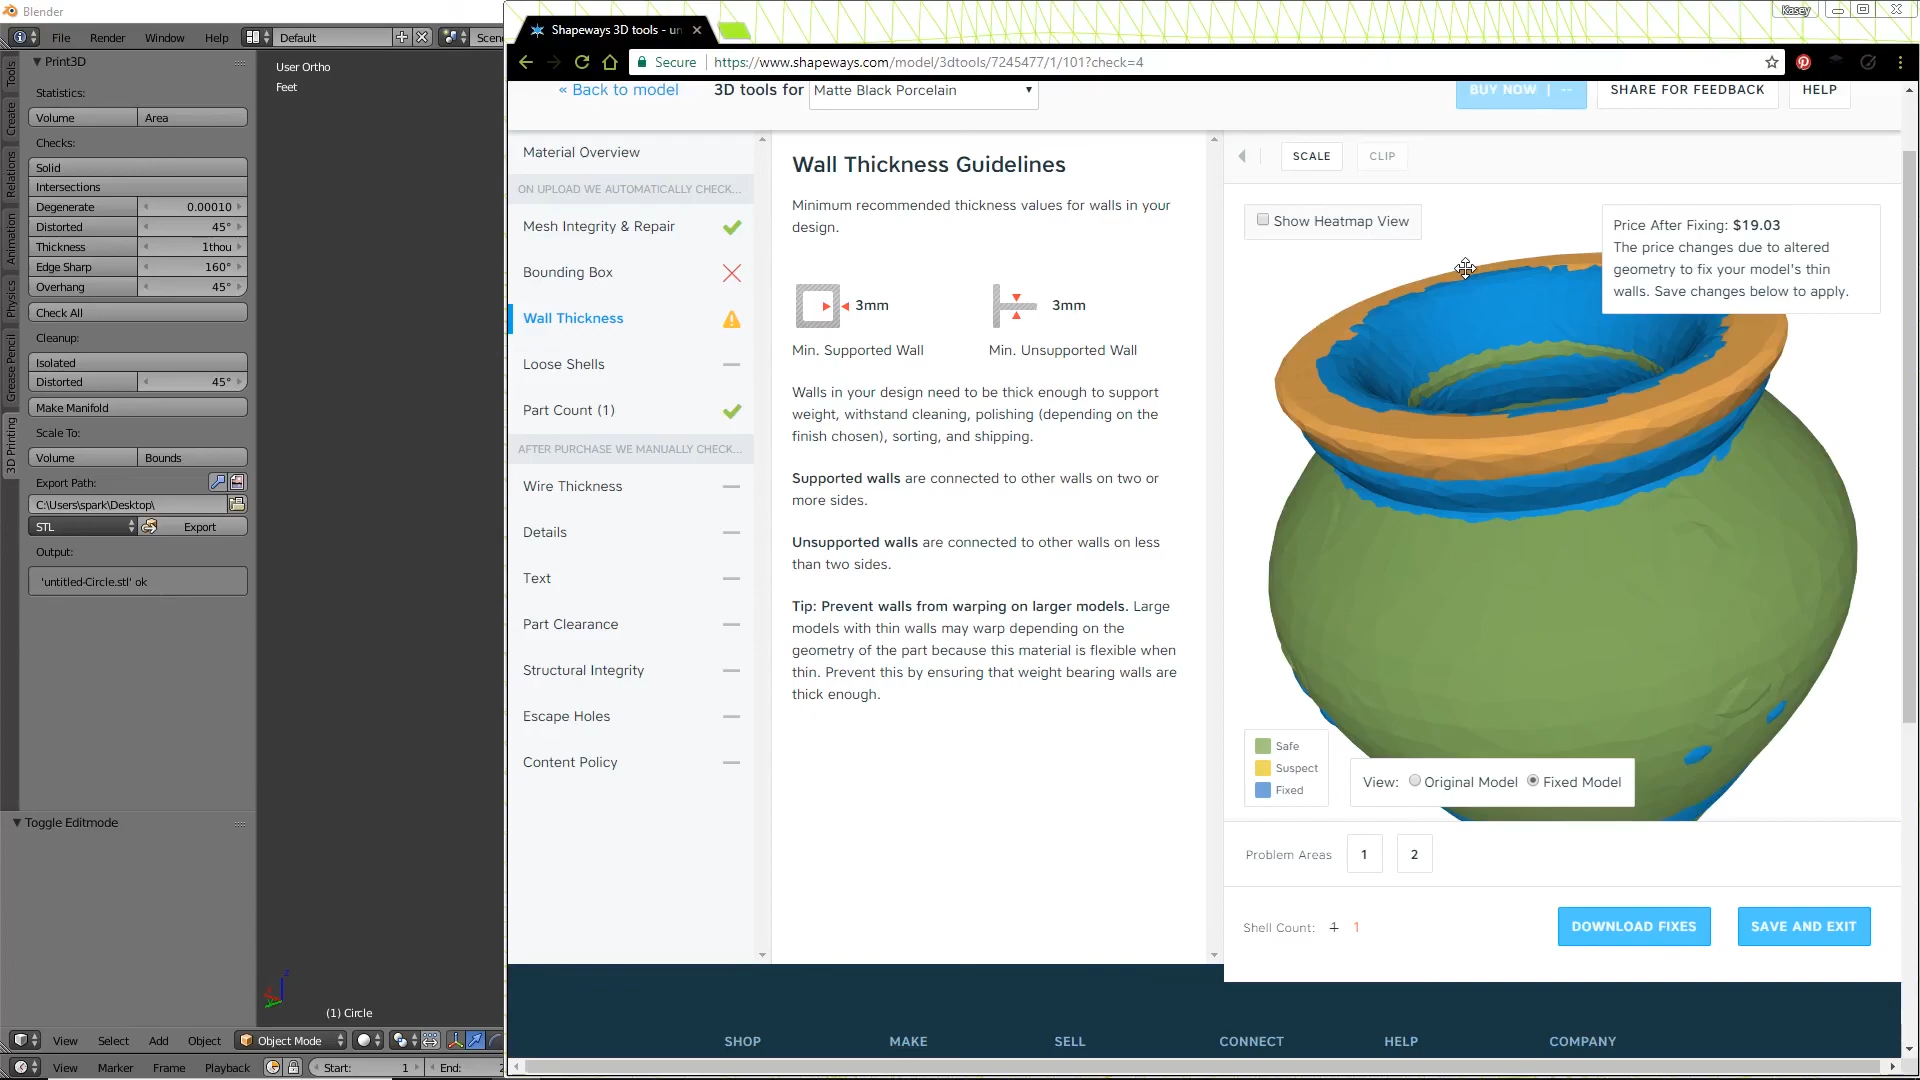 Blender
File Render Window Help Default Scen
Print3D
Statistics:
Volume Area
Checks:
Solid
Intersections
Degenerate 0.00010
Distorted 45°
Thickness 1thou
Edge Sharp 160°
Overhang 45°
Check All
Cleanup:
Isolated
Distorted 45°
Make Manifold
Scale To:
Volume Bounds
Export Path:
C:\Users\spark\Desktop\
STL Export
Output:
'untitled-Circle.stl' ok
Toggle Editmode
Tools
Create
Relations
Animation
Physics
Grease Pencil
3D Printing
User Ortho
Feet
(1) Circle
View Select Add Object Object Mode
View Marker Frame Playback Start: 1 End: 2
Shapeways 3D tools - un
Kasey
Secure https://www.shapeways.com/model/3dtools/7245477/1/101?check=4
« Back to model 3D tools for Matte Black Porcelain BUY NOW | -- SHARE FOR FEEDBACK HELP
Material Overview
ON UPLOAD WE AUTOMATICALLY CHECK...
Mesh Integrity & Repair
Bounding Box
Wall Thickness
Loose Shells
Part Count (1)
AFTER PURCHASE WE MANUALLY CHECK...
Wire Thickness
Details
Text
Part Clearance
Structural Integrity
Escape Holes
Content Policy
Wall Thickness Guidelines
Minimum recommended thickness values for walls in your
design.
3mm 3mm
Min. Supported Wall Min. Unsupported Wall
Walls in your design need to be thick enough to support
weight, withstand cleaning, polishing (depending on the
finish chosen), sorting, and shipping.
Supported walls are connected to other walls on two or
more sides.
Unsupported walls are connected to other walls on less
than two sides.
Tip: Prevent walls from warping on larger models. Large
models with thin walls may warp depending on the
geometry of the part because this material is flexible when
thin. Prevent this by ensuring that weight bearing walls are
thick enough.
SCALE CLIP
Show Heatmap View
Price After Fixing: $19.03
The price changes due to altered
geometry to fix your model's thin
walls. Save changes below to apply.
Safe
Suspect
Fixed
View: Original Model Fixed Model
Problem Areas 1 2
Shell Count: 1 1
DOWNLOAD FIXES SAVE AND EXIT
SHOP MAKE SELL CONNECT HELP COMPANY